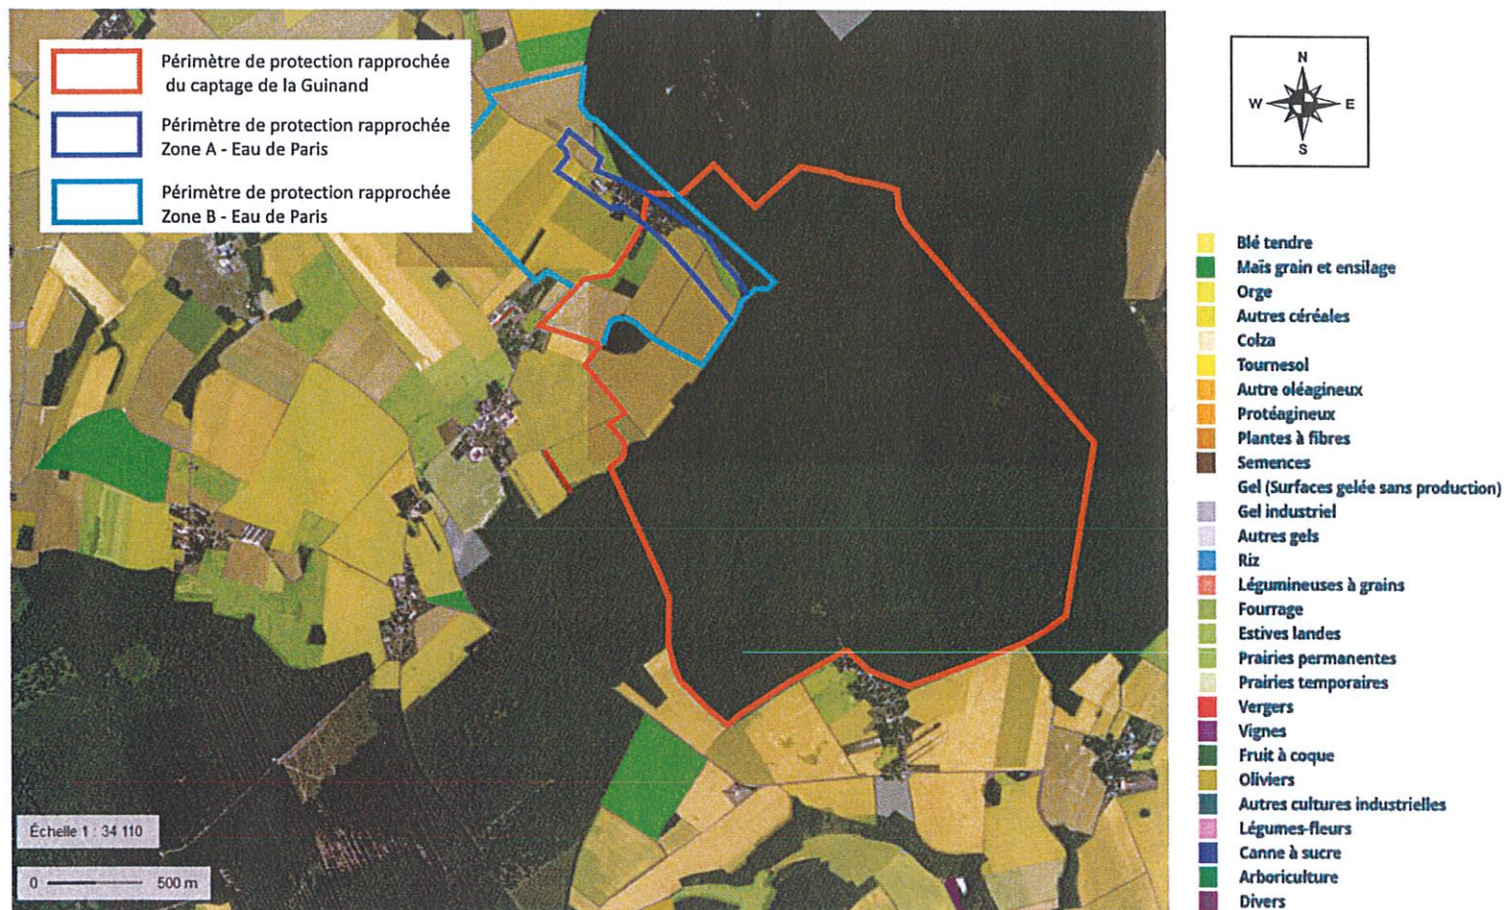 Périmètre de protection rapprochée
du captage de la Guinand
Périmètre de protection rapprochée
Zone A - Eau de Paris
Périmètre de protection rapprochée
Zone B - Eau de Paris
N
W
E
S
Blé tendre
Maïs grain et ensilage
Orge
Autres céréales
Colza
Tournesol
Autre oléagineux
Protéagineux
Plantes à fibres
Semences
Gel (Surfaces gelée sans production)
Gel industriel
Autres gels
Riz
Légumineuses à grains
Fourrage
Estives landes
Prairies permanentes
Prairies temporaires
Vergers
Vignes
Fruit à coque
Oliviers
Autres cultures industrielles
Légumes-fleurs
Canne à sucre
Arboriculture
Divers
Échelle 1 : 34 110
0 500 m